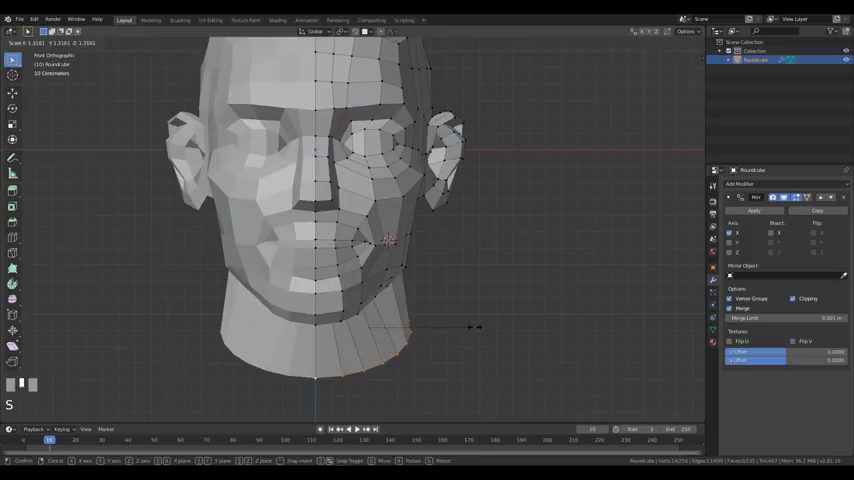 File Edit Render Window Help
Layout Modeling Sculpting UV Editing Texture Paint Shading Animation Rendering Compositing Scripting
Scene
View Layer
Global
X Y Z
Options
Scale X: 1.3161 Y: 1.3161 Z: 1.3161
Front Orthographic
(10) Roundcube
10 Centimeters
Scene Collection
Collection
Roundcube
Roundcube
Add Modifier
Apply Copy
Axis: Bisect: Flip:
X X X
Y Y Y
Z Z Z
Mirror Object:
Options:
Vertex Groups Clipping
Merge
Merge Limit 0.001 m
Textures:
Flip U Flip V
U Offset 0.0000
V Offset 0.0000
S
Playback Keying View Marker
10 Start 1 End 250
0 10 20 30 40 50 60 70 80 90 100 110 120 130 140 150 160 170 180 190 200 210 220 230 240 250
Confirm Cancel X X axis Y Y axis Z Z axis X X plane Y Y plane Z Z plane Snap Invert Snap Toggle G Move R Rotate S Resize